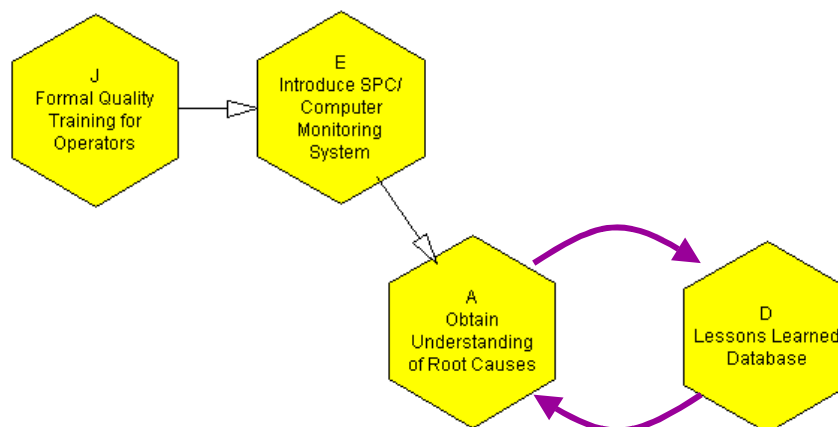 J
Formal Quality
Training for
Operators
E
Introduce SPC/
Computer
Monitoring
System
A
Obtain
Understanding
of Root Causes
D
Lessons Learned
Database